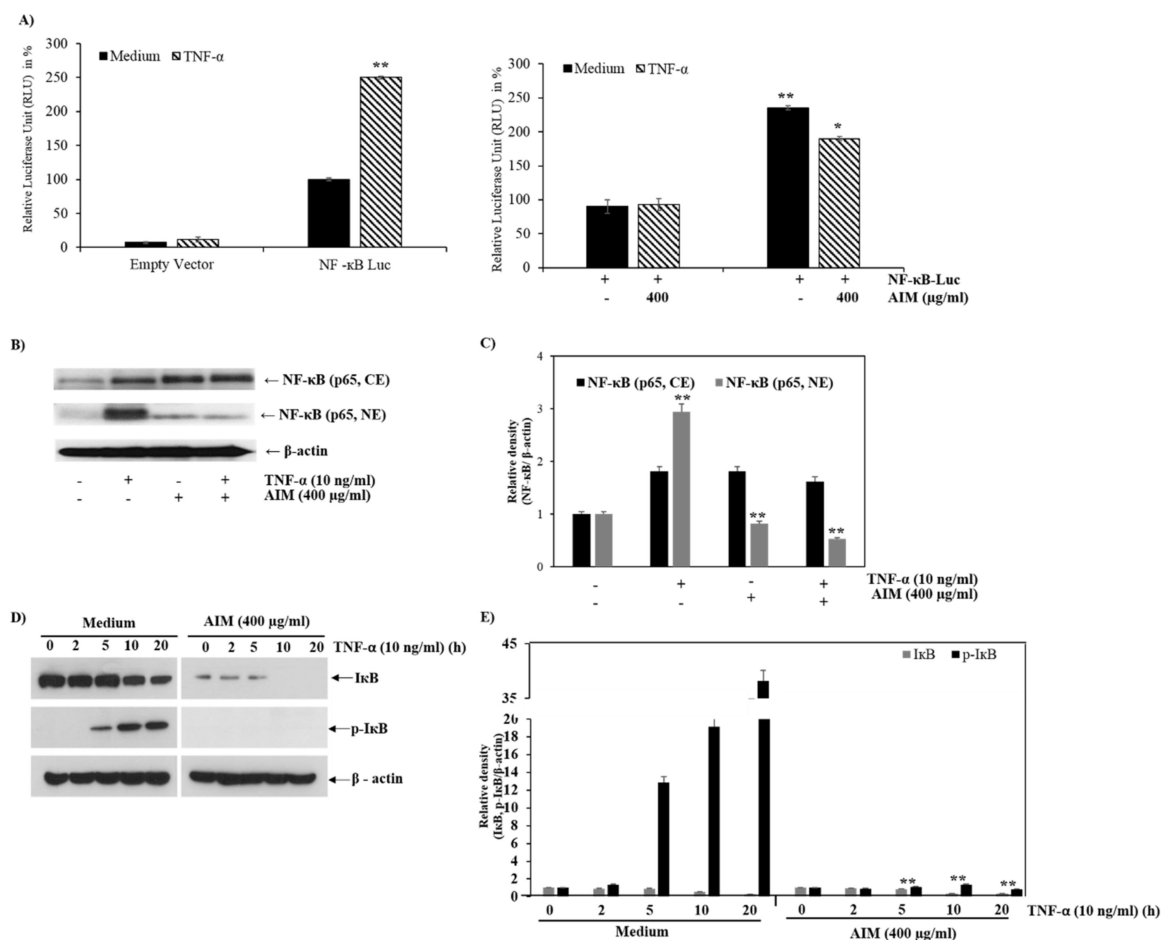 A)
Relative Luciferase Unit (RLU) in %
300
250
200
150
100
50
0
Medium TNF-α
**
Empty Vector NF -κB Luc
Relative Luciferase Unit (RLU) in %
300
250
200
150
100
50
0
Medium TNF-α
**
*
+ + + + NF-κB-Luc
- 400 - 400 AIM (μg/ml)
B)
← NF-κB (p65, CE)
← NF-κB (p65, NE)
← β-actin
- + - + TNF-α (10 ng/ml)
- - + + AIM (400 μg/ml)
C)
Relative density
(NF-κB/ β-actin)
4
3
2
1
0
NF-κB (p65, CE) NF-κB (p65, NE)
**
**
**
- + - + TNF-α (10 ng/ml)
- - + + AIM (400 μg/ml)
D)
Medium AIM (400 μg/ml)
0 2 5 10 20 0 2 5 10 20 TNF-α (10 ng/ml) (h)
IκB
p-IκB
β - actin
E)
Relative density
(IκB, p-IκB/β-actin)
45
35
26
16
14
12
10
8
6
4
2
0
IκB p-IκB
** ** **
0 2 5 10 20 0 2 5 10 20 TNF-α (10 ng/ml) (h)
Medium AIM (400 μg/ml)